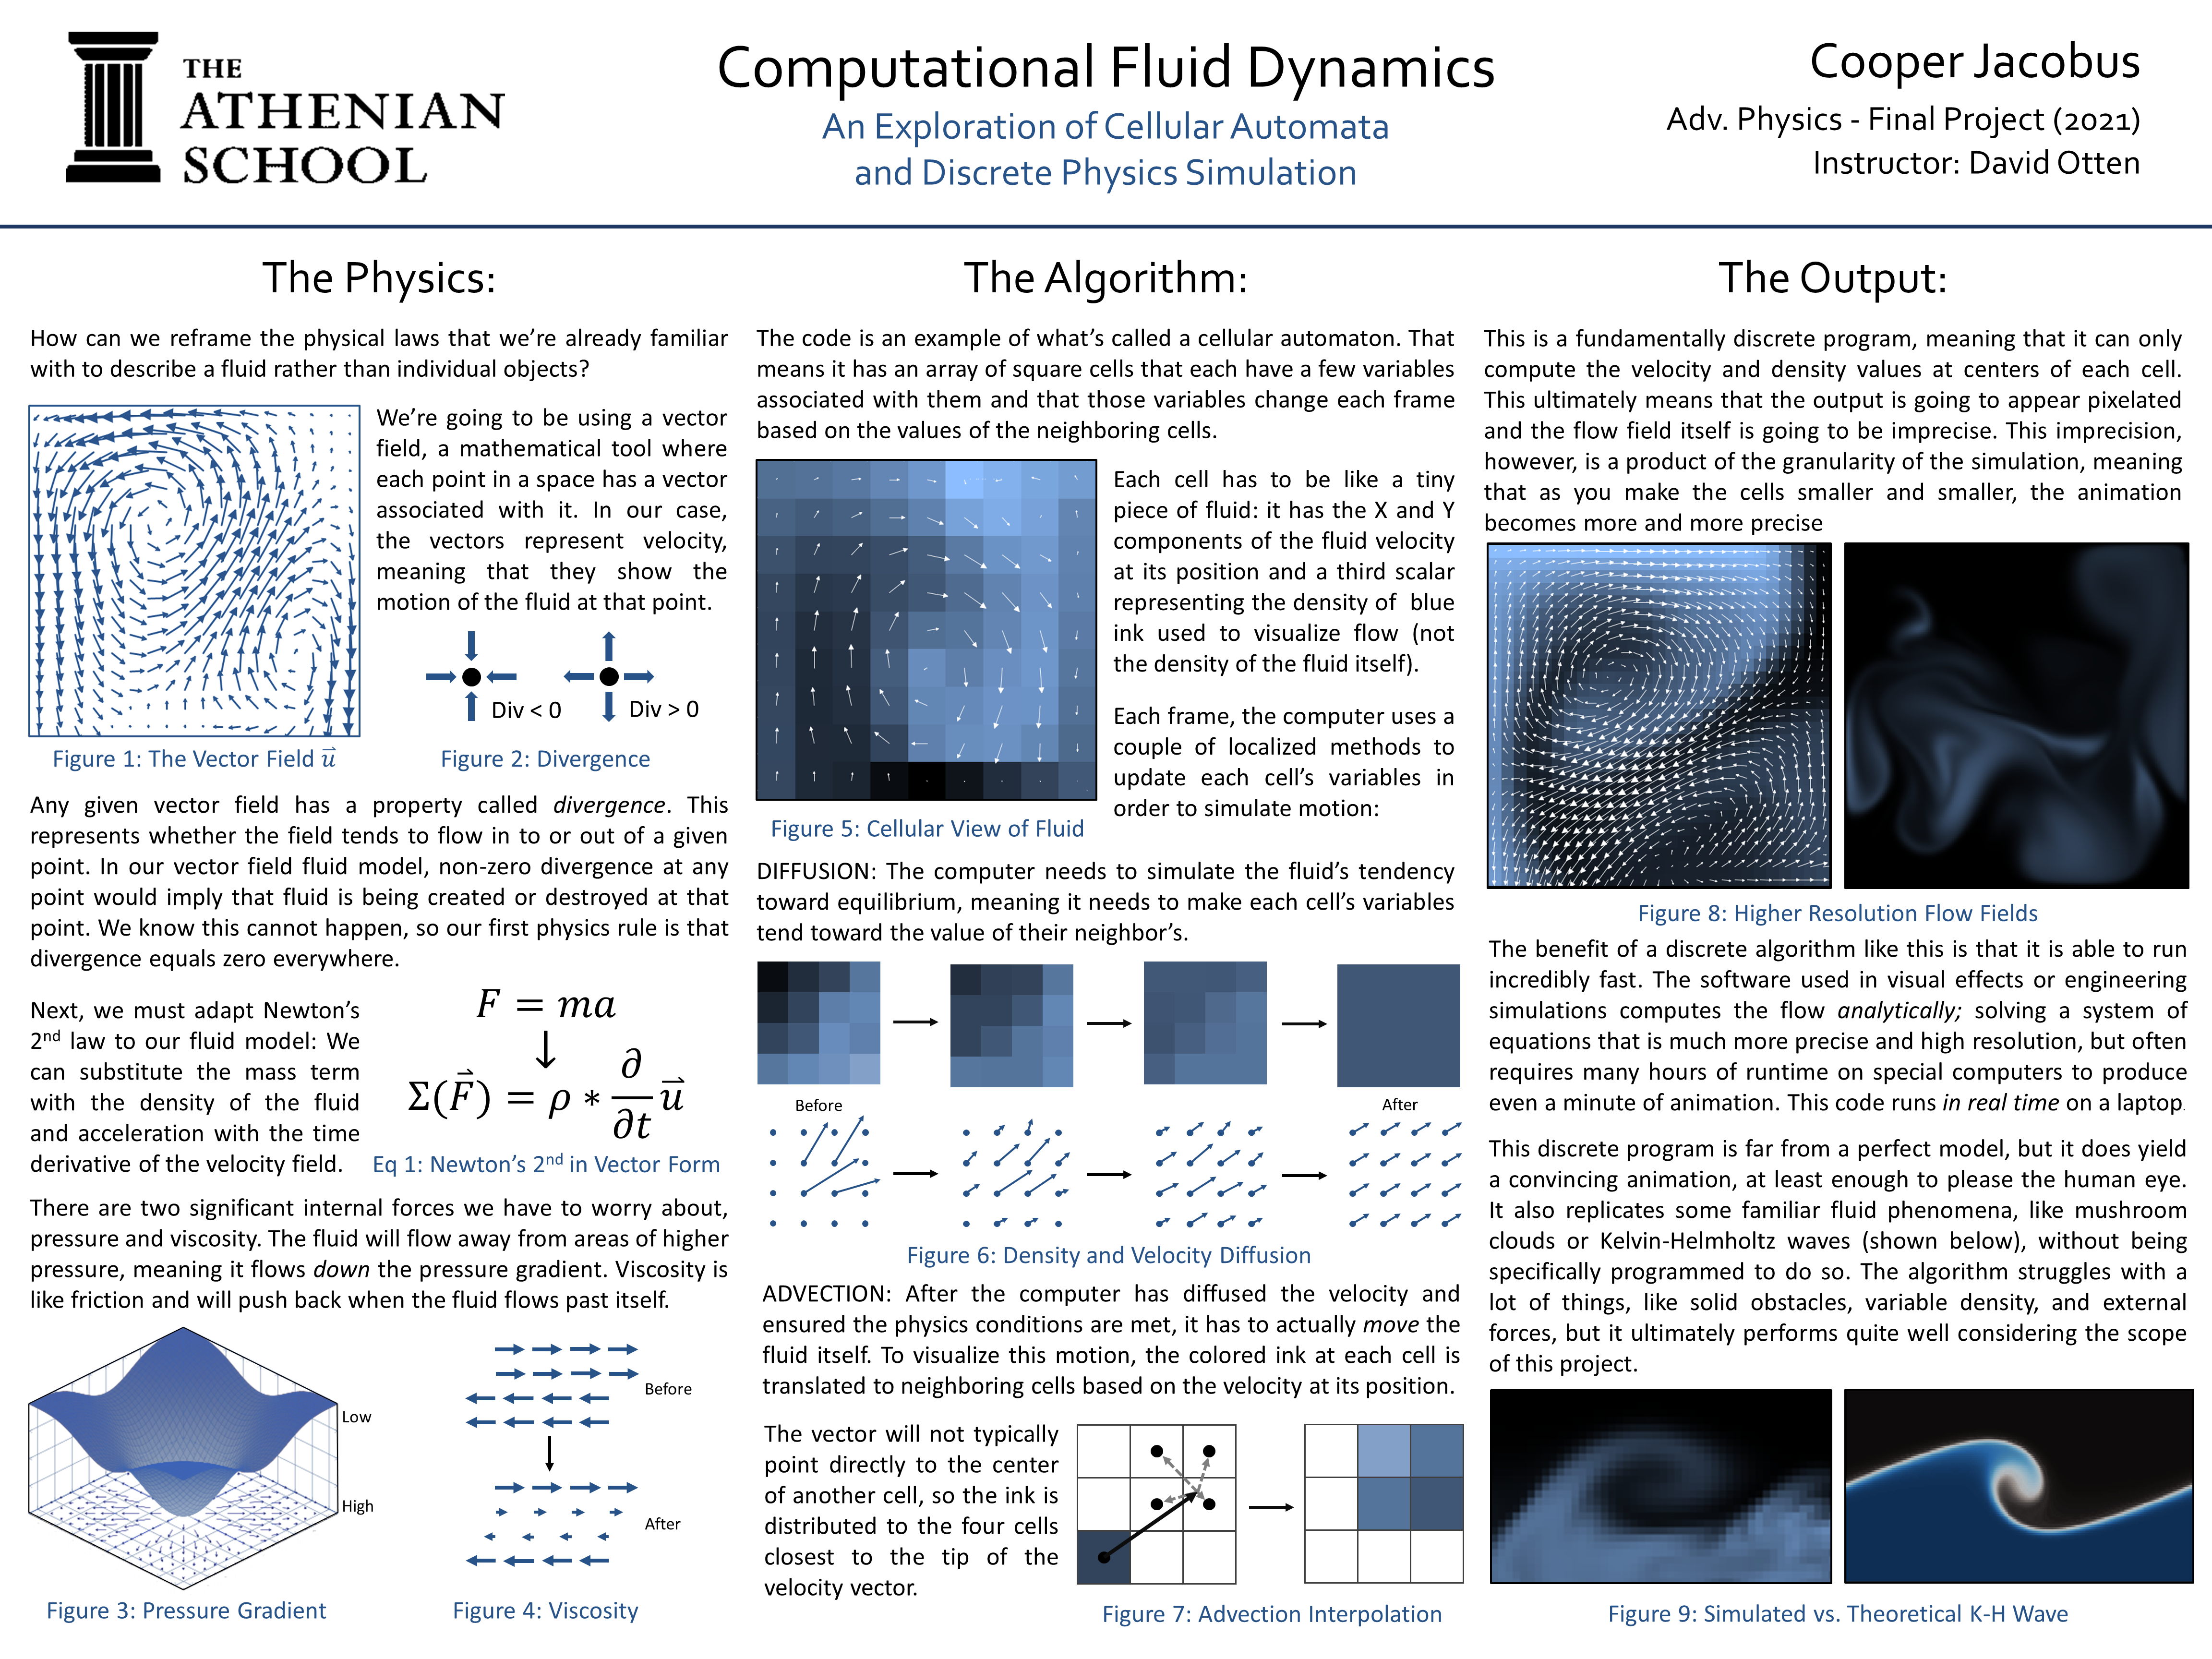 THE
ATHENIAN
SCHOOL
Computational Fluid Dynamics
An Exploration of Cellular Automata
and Discrete Physics Simulation
Cooper Jacobus
Adv. Physics - Final Project (2021)
Instructor: David Otten
The Physics:
How can we reframe the physical laws that we’re already familiar
with to describe a fluid rather than individual objects?
We’re going to be using a vector
field, a mathematical tool where
each point in a space has a vector
associated with it. In our case,
the vectors represent velocity,
meaning that they show the
motion of the fluid at that point.
Div < 0
Div > 0
Figure 1: The Vector Field u⃗
Figure 2: Divergence
Any given vector field has a property called divergence. This
represents whether the field tends to flow in to or out of a given
point. In our vector field fluid model, non-zero divergence at any
point would imply that fluid is being created or destroyed at that
point. We know this cannot happen, so our first physics rule is that
divergence equals zero everywhere.
Next, we must adapt Newton’s
2nd law to our fluid model: We
can substitute the mass term
with the density of the fluid
and acceleration with the time
derivative of the velocity field.
F = ma
↓
Σ(F⃗) = ρ * ∂/∂t u⃗
Eq 1: Newton’s 2nd in Vector Form
There are two significant internal forces we have to worry about,
pressure and viscosity. The fluid will flow away from areas of higher
pressure, meaning it flows down the pressure gradient. Viscosity is
like friction and will push back when the fluid flows past itself.
Low
High
Before
After
Figure 3: Pressure Gradient
Figure 4: Viscosity
The Algorithm:
The code is an example of what’s called a cellular automaton. That
means it has an array of square cells that each have a few variables
associated with them and that those variables change each frame
based on the values of the neighboring cells.
Each cell has to be like a tiny
piece of fluid: it has the X and Y
components of the fluid velocity
at its position and a third scalar
representing the density of blue
ink used to visualize flow (not
the density of the fluid itself).
Each frame, the computer uses a
couple of localized methods to
update each cell’s variables in
order to simulate motion:
Figure 5: Cellular View of Fluid
DIFFUSION: The computer needs to simulate the fluid’s tendency
toward equilibrium, meaning it needs to make each cell’s variables
tend toward the value of their neighbor’s.
Before
After
Figure 6: Density and Velocity Diffusion
ADVECTION: After the computer has diffused the velocity and
ensured the physics conditions are met, it has to actually move the
fluid itself. To visualize this motion, the colored ink at each cell is
translated to neighboring cells based on the velocity at its position.
The vector will not typically
point directly to the center
of another cell, so the ink is
distributed to the four cells
closest to the tip of the
velocity vector.
Figure 7: Advection Interpolation
The Output:
This is a fundamentally discrete program, meaning that it can only
compute the velocity and density values at centers of each cell.
This ultimately means that the output is going to appear pixelated
and the flow field itself is going to be imprecise. This imprecision,
however, is a product of the granularity of the simulation, meaning
that as you make the cells smaller and smaller, the animation
becomes more and more precise
Figure 8: Higher Resolution Flow Fields
The benefit of a discrete algorithm like this is that it is able to run
incredibly fast. The software used in visual effects or engineering
simulations computes the flow analytically; solving a system of
equations that is much more precise and high resolution, but often
requires many hours of runtime on special computers to produce
even a minute of animation. This code runs in real time on a laptop.
This discrete program is far from a perfect model, but it does yield
a convincing animation, at least enough to please the human eye.
It also replicates some familiar fluid phenomena, like mushroom
clouds or Kelvin-Helmholtz waves (shown below), without being
specifically programmed to do so. The algorithm struggles with a
lot of things, like solid obstacles, variable density, and external
forces, but it ultimately performs quite well considering the scope
of this project.
Figure 9: Simulated vs. Theoretical K-H Wave